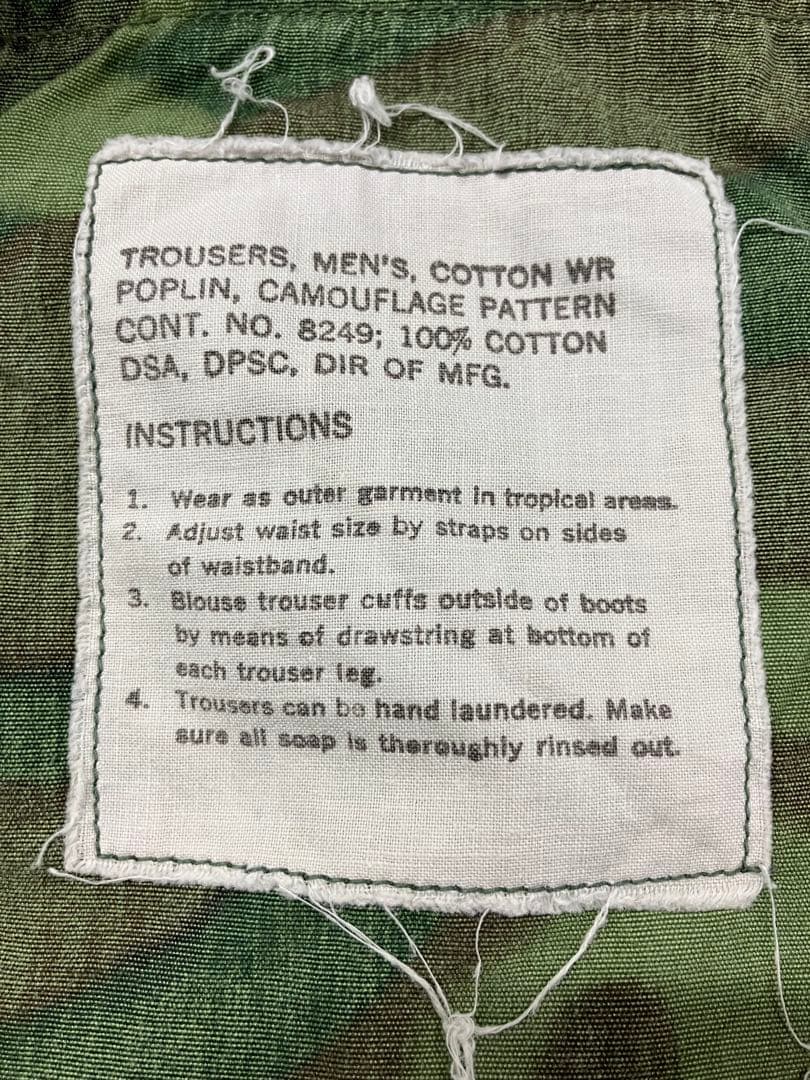 TROUSERS, MEN'S, COTTON WR
POPLIN, CAMOUFLAGE PATTERN
CONT. NO. 8249; 100% COTTON
DSA, DPSC, DIR OF MFG.
INSTRUCTIONS
1. Wear as outer garment in tropical areas.
2. Adjust waist size by straps on sides
of waistband.
3. Blouse trouser cuffs outside of boots
by means of drawstring at bottom of
each trouser leg.
4. Trousers can be hand laundered. Make
sure all soap is thoroughly rinsed out.